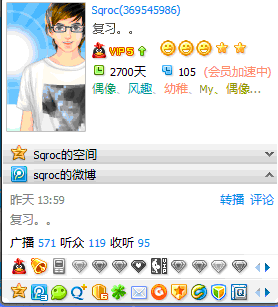 Sqroc(369545986)
复习。。
VIP5
2700天 105 (会员加速中)
偶像、风趣、幼稚、My、偶像...
Sqroc的空间
sqroc的微博
昨天 13:59 转播 评论
复习。。
广播 571 听众 119 收听 95